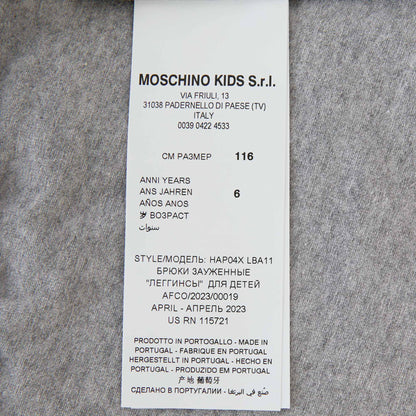 MOSCHINO KIDS S.r.l.
VIA FRIULI, 13
31038 PADERNELLO DI PAESE (TV)
ITALY
0039 0422 4533
СМ РАЗМЕР 116
ANNI YEARS
ANS JAHREN 6
AÑOS ANOS
岁 ВОЗРАСТ
سنوات
STYLE/МОДЕЛЬ: HAP04X LBA11
БРЮКИ ЗАУЖЕННЫЕ
"ЛЕГГИНСЫ" ДЛЯ ДЕТЕЙ
AFCO/2023/00019
APRIL - АПРЕЛЬ 2023
US RN 115721
PRODOTTO IN PORTOGALLO - MADE IN
PORTUGAL - FABRIQUE EN PORTUGAL
HERGESTELLT IN PORTUGAL - HECHO EN
PORTUGAL - PRODUZIDO EM PORTUGAL
产 地 葡萄牙
СДЕЛАНО В ПОРТУГАЛИИ - صُنع في البرتغال